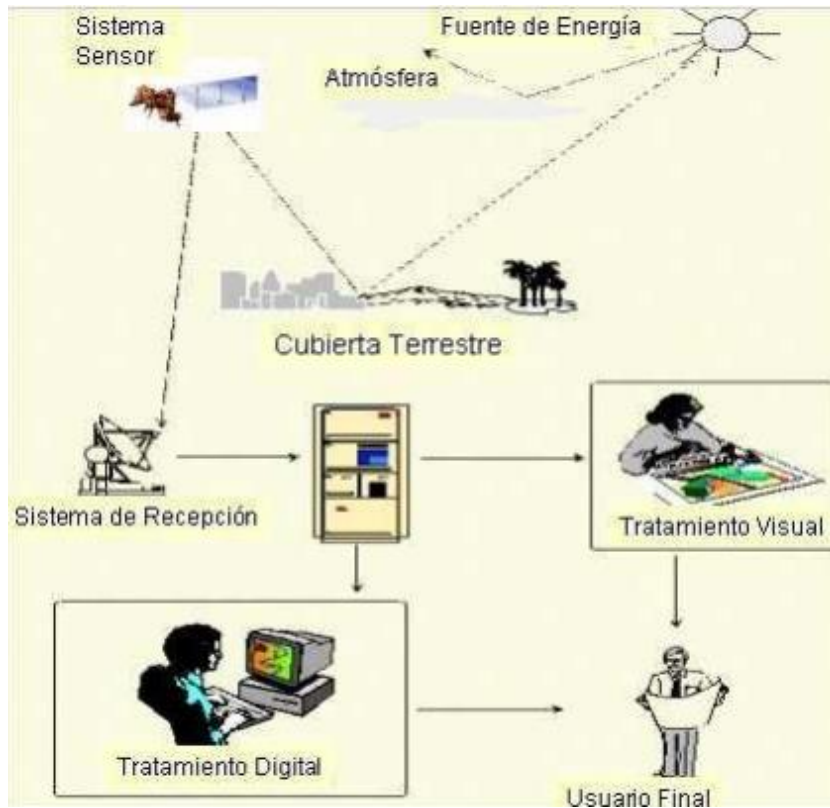 Sistema
Sensor
Fuente de Energía
Atmósfera
Cubierta Terrestre
Sistema de Recepción
Tratamiento Visual
Tratamiento Digital
Usuario Final